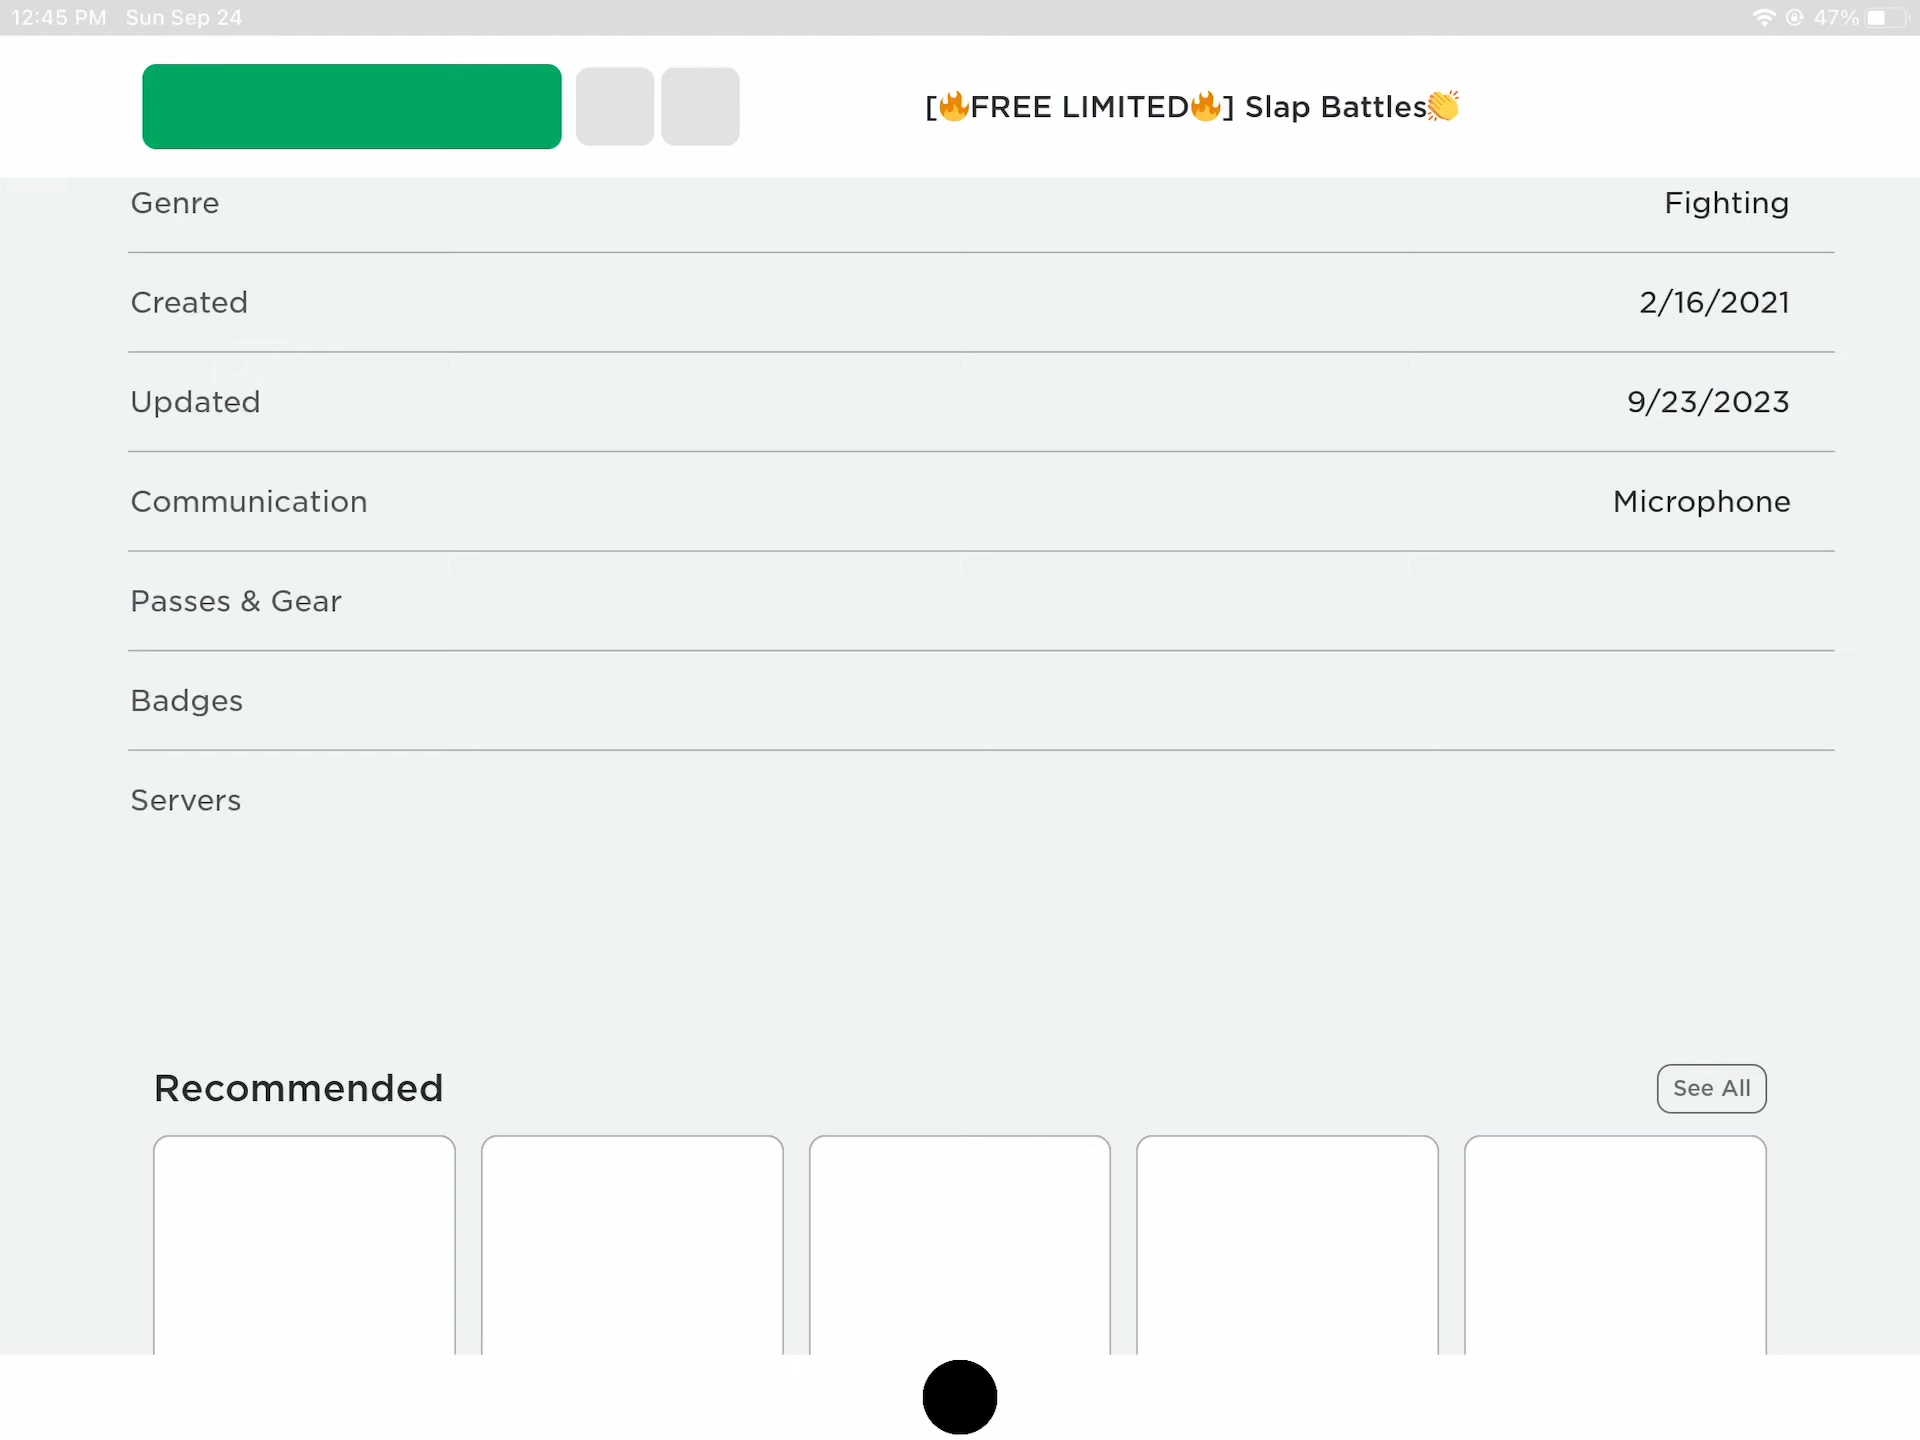 12:45 PM Sun Sep 24 47%
[🔥FREE LIMITED🔥] Slap Battles👏
Genre Fighting
Created 2/16/2021
Updated 9/23/2023
Communication Microphone
Passes & Gear
Badges
Servers
Recommended See All